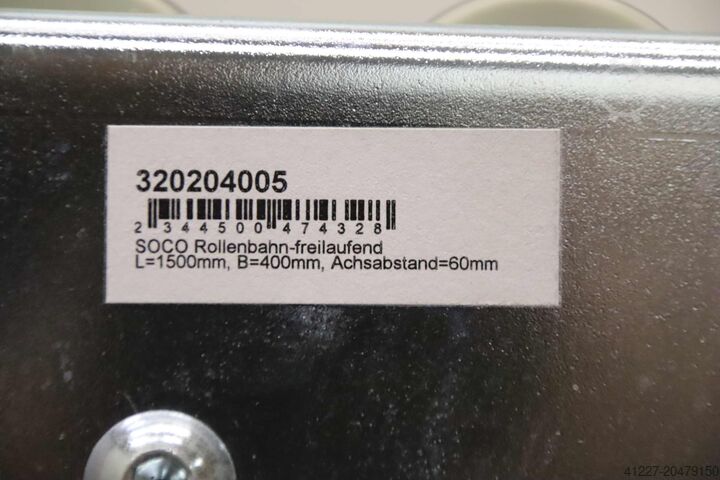 320204005
2 344500 474328
SOCO Rollenbahn-freilaufend
L=1500mm, B=400mm, Achsabstand=60mm
41227-20479150